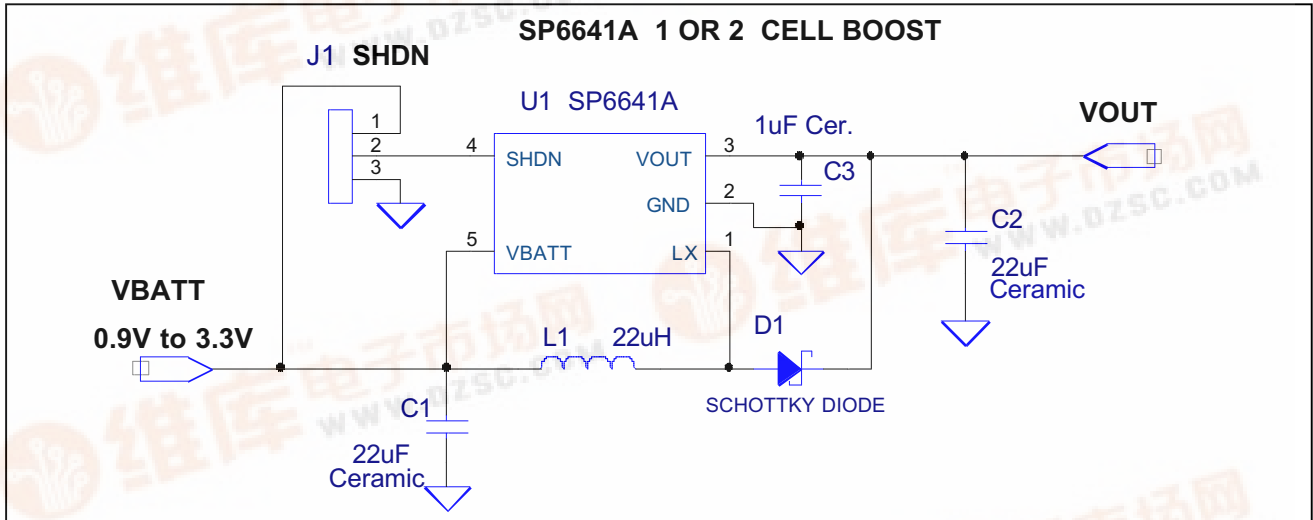 SP6641A 1 OR 2 CELL BOOST
J1 SHDN
U1 SP6641A
1uF Cer.
VOUT
1
2
3
4
SHDN
VOUT
3
C3
GND
2
C2
22uF
Ceramic
5
VBATT
LX
1
VBATT
0.9V to 3.3V
L1 22uH
D1
SCHOTTKY DIODE
C1
22uF
Ceramic
维库电子市场网
WWW.DZSC.COM